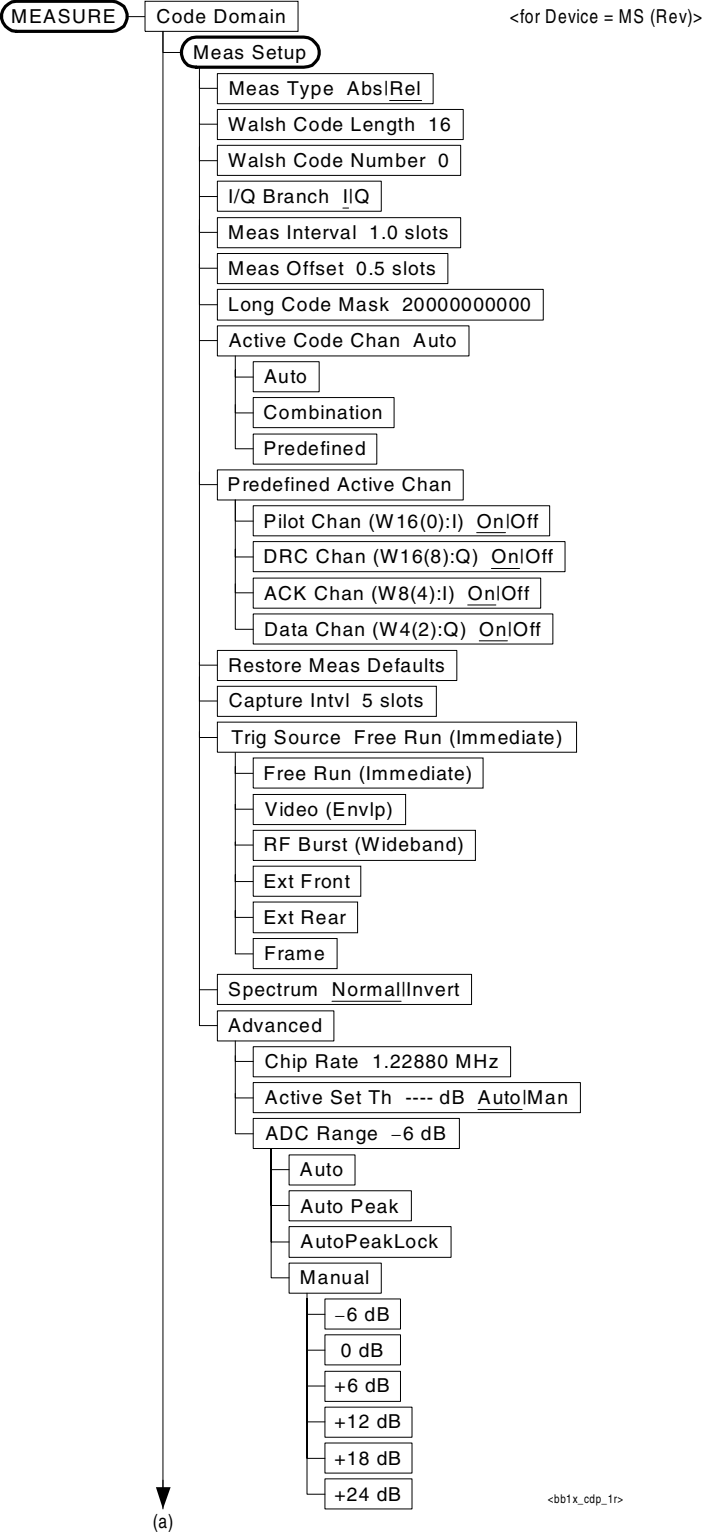 MEASURE Code Domain <for Device = MS (Rev)>
Meas Setup
Meas Type Abs|Rel
Walsh Code Length 16
Walsh Code Number 0
I/Q Branch I|Q
Meas Interval 1.0 slots
Meas Offset 0.5 slots
Long Code Mask 20000000000
Active Code Chan Auto
Auto
Combination
Predefined
Predefined Active Chan
Pilot Chan (W16(0):I) On|Off
DRC Chan (W16(8):Q) On|Off
ACK Chan (W8(4):I) On|Off
Data Chan (W4(2):Q) On|Off
Restore Meas Defaults
Capture Intvl 5 slots
Trig Source Free Run (Immediate)
Free Run (Immediate)
Video (Envlp)
RF Burst (Wideband)
Ext Front
Ext Rear
Frame
Spectrum Normal|Invert
Advanced
Chip Rate 1.22880 MHz
Active Set Th ---- dB Auto|Man
ADC Range −6 dB
Auto
Auto Peak
AutoPeakLock
Manual
−6 dB
0 dB
+6 dB
+12 dB
+18 dB
+24 dB
<bb1x_cdp_1r>
(a)